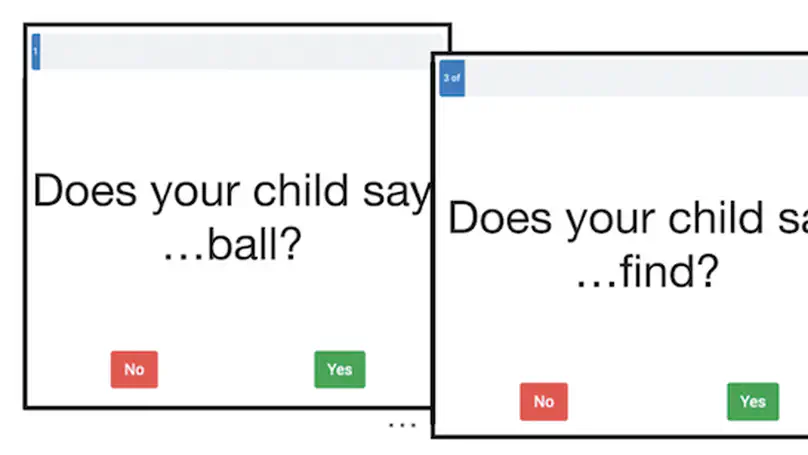 1
Does your child say
...ball?
No
Yes
...
3 of
Does your child sa
...find?
No
Yes